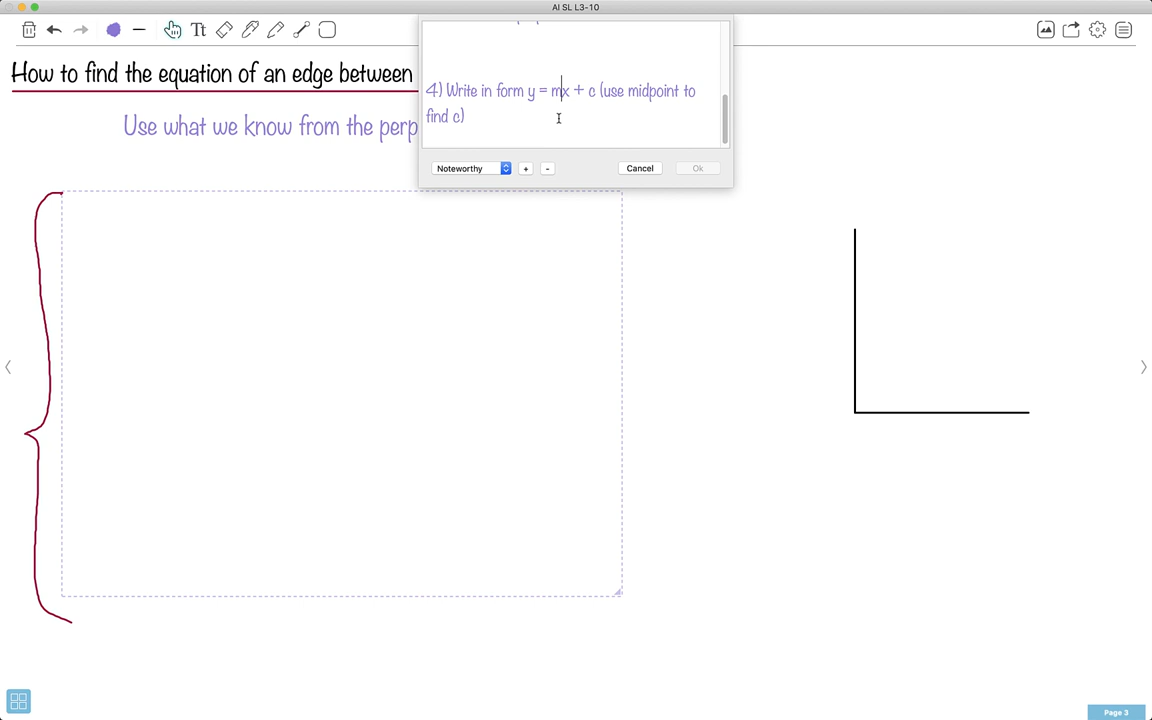 AI SL L3-10
Tt
How to find the equation of an edge between
Use what we know from the perp
4) Write in form y = mx + c (use midpoint to
find c)
Noteworthy
+
-
Cancel
Ok
Page 3